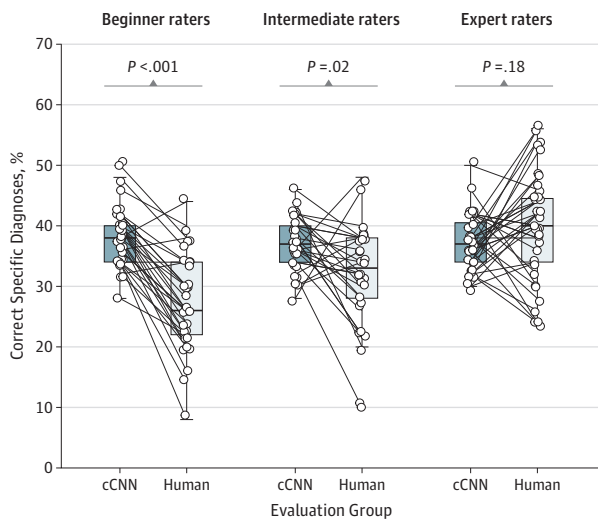 Beginner raters Intermediate raters Expert raters
70
P <.001 P =.02 P =.18
60
50
40
30
20
10
0
Correct Specific Diagnoses, %
cCNN Human cCNN Human cCNN Human
Evaluation Group